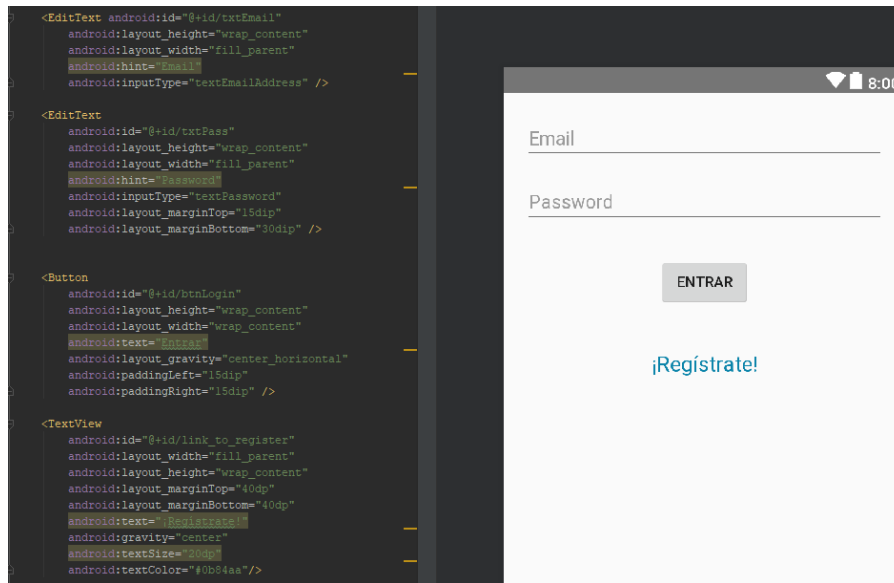 <EditText android:id="@+id/txtEmail"
android:layout_height="wrap_content"
android:layout_width="fill_parent"
android:hint="Email"
android:inputType="textEmailAddress" />
<EditText
android:id="@+id/txtPass"
android:layout_height="wrap_content"
android:layout_width="fill_parent"
android:hint="Password"
android:inputType="textPassword"
android:layout_marginTop="15dip"
android:layout_marginBottom="30dip" />
<Button
android:id="@+id/btnLogin"
android:layout_height="wrap_content"
android:layout_width="wrap_content"
android:text="Entrar"
android:layout_gravity="center_horizontal"
android:paddingLeft="15dip"
android:paddingRight="15dip" />
<TextView
android:id="@+id/link_to_register"
android:layout_width="fill_parent"
android:layout_height="wrap_content"
android:layout_marginTop="40dp"
android:layout_marginBottom="40dp"
android:text="¡Regístrate!"
android:gravity="center"
android:textSize="20dp"
android:textColor="#0b84aa"/>
8:00
Email
Password
ENTRAR
¡Regístrate!